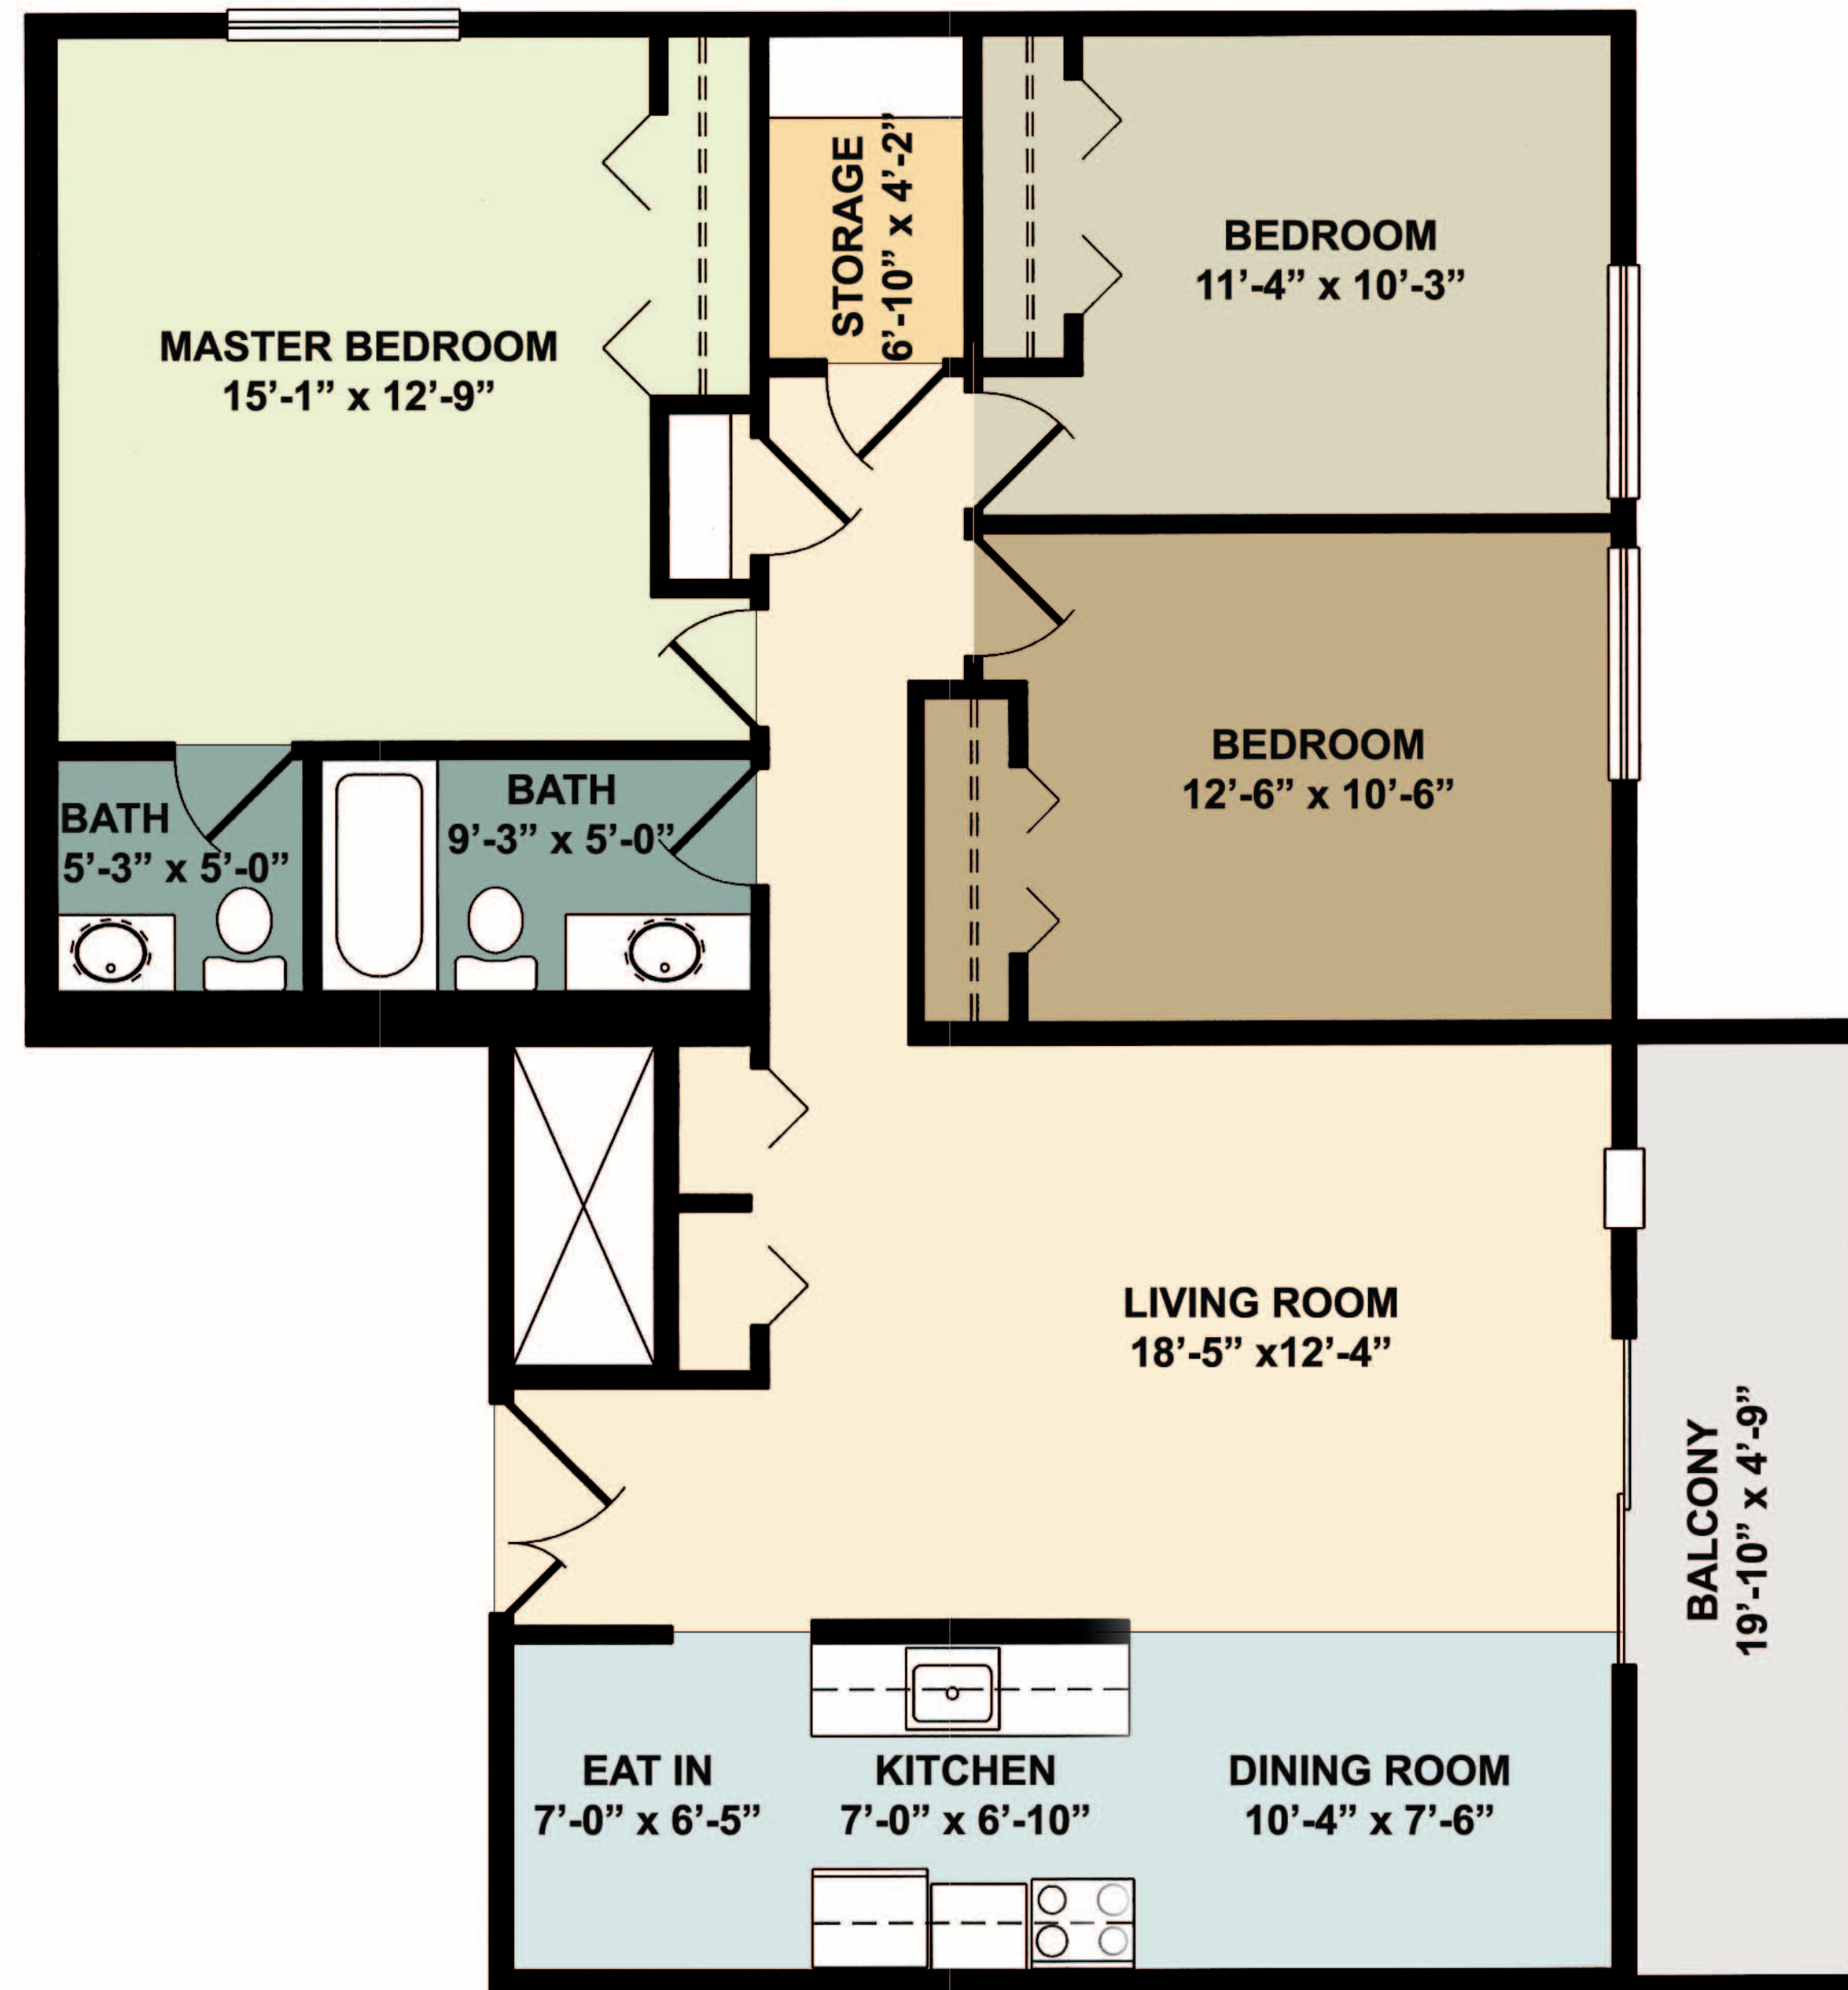 STORAGE
6’-10” x 4’-2”
BEDROOM
11’-4” x 10’-3”
MASTER BEDROOM
15’-1” x 12’-9”
BEDROOM
12’-6” x 10’-6”
BATH
5’-3” x 5’-0”
BATH
9’-3” x 5’-0”
LIVING ROOM
18’-5” x12’-4”
BALCONY
19’-10” x 4’-9”
EAT IN
7’-0” x 6’-5”
KITCHEN
7’-0” x 6’-10”
DINING ROOM
10’-4” x 7’-6”